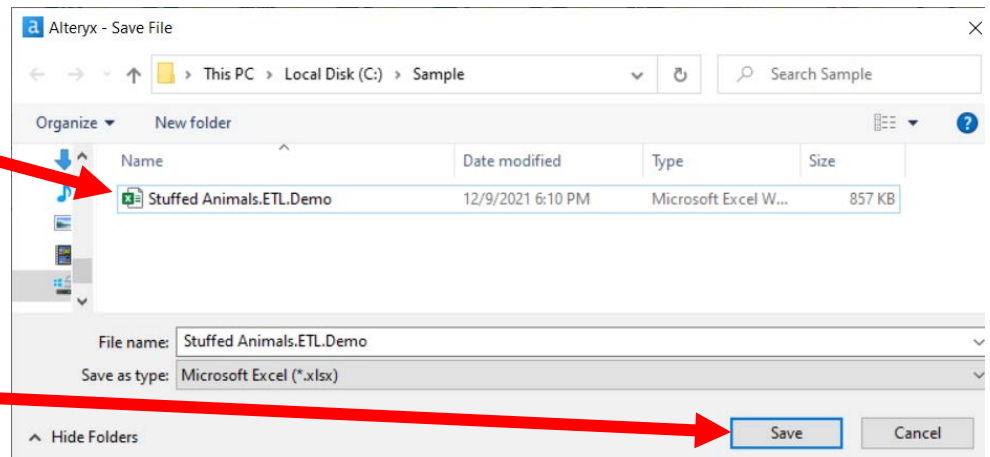 Alteryx - Save File
This PC > Local Disk (C:) > Sample
Search Sample
Organize
New folder
Name Date modified Type Size
Stuffed Animals.ETL.Demo 12/9/2021 6:10 PM Microsoft Excel W... 857 KB
File name: Stuffed Animals.ETL.Demo
Save as type: Microsoft Excel (*.xlsx)
Hide Folders
Save
Cancel